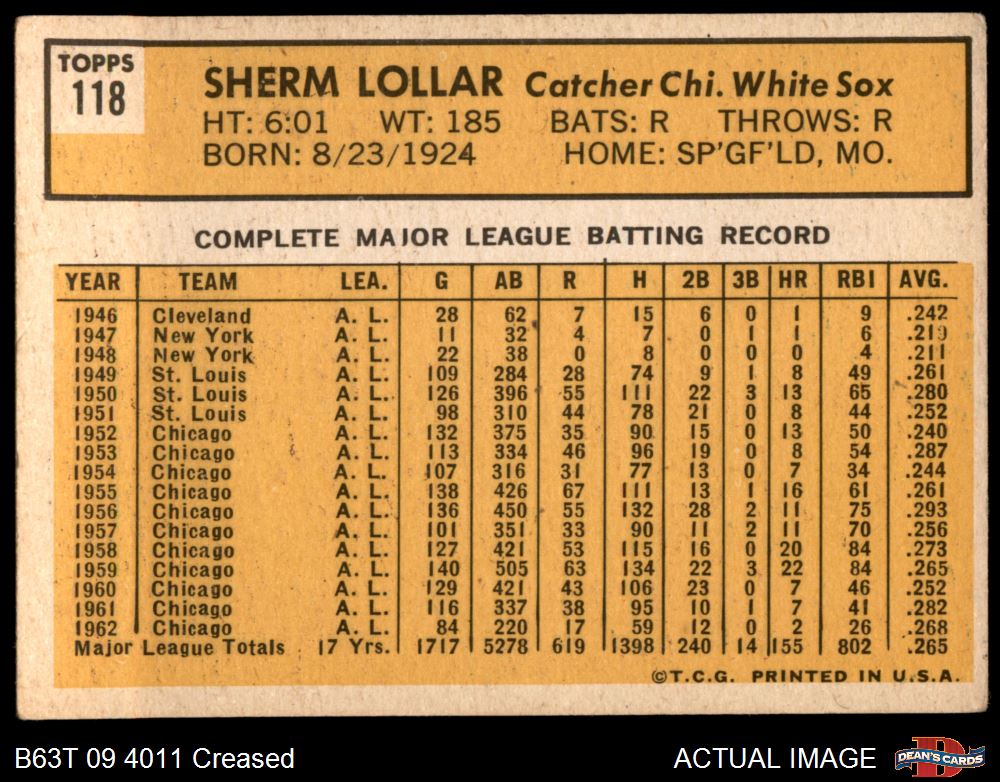 TOPPS
118
SHERM LOLLAR Catcher Chi. White Sox
HT: 6:01 WT: 185 BATS: R THROWS: R
BORN: 8/23/1924 HOME: SP'GF'LD, MO.
COMPLETE MAJOR LEAGUE BATTING RECORD
YEAR TEAM LEA. G AB R H 2B 3B HR RBI AVG.
1946 Cleveland A. L. 28 62 7 15 6 0 1 9 .242
1947 New York A. L. 11 32 4 7 0 1 1 6 .219
1948 New York A. L. 22 38 0 8 0 0 0 4 .211
1949 St. Louis A. L. 109 284 28 74 9 1 8 49 .261
1950 St. Louis A. L. 126 396 55 111 22 3 13 65 .280
1951 St. Louis A. L. 98 310 44 78 21 0 8 44 .252
1952 Chicago A. L. 132 375 35 90 15 0 13 50 .240
1953 Chicago A. L. 113 334 46 96 19 0 8 54 .287
1954 Chicago A. L. 107 316 31 77 13 0 7 34 .244
1955 Chicago A. L. 138 426 67 111 13 1 16 61 .261
1956 Chicago A. L. 136 450 55 132 28 2 11 75 .293
1957 Chicago A. L. 101 351 33 90 11 2 11 70 .256
1958 Chicago A. L. 127 421 53 115 16 0 20 84 .273
1959 Chicago A. L. 140 505 63 134 22 3 22 84 .265
1960 Chicago A. L. 129 421 43 106 23 0 7 46 .252
1961 Chicago A. L. 116 337 38 95 10 1 7 41 .282
1962 Chicago A. L. 84 220 17 59 12 0 2 26 .268
Major League Totals 17 Yrs. 1717 5278 619 1398 240 14 155 802 .265
©T.C.G. PRINTED IN U.S.A.
B63T 09 4011 Creased
ACTUAL IMAGE
D
DEAN'S CARDS